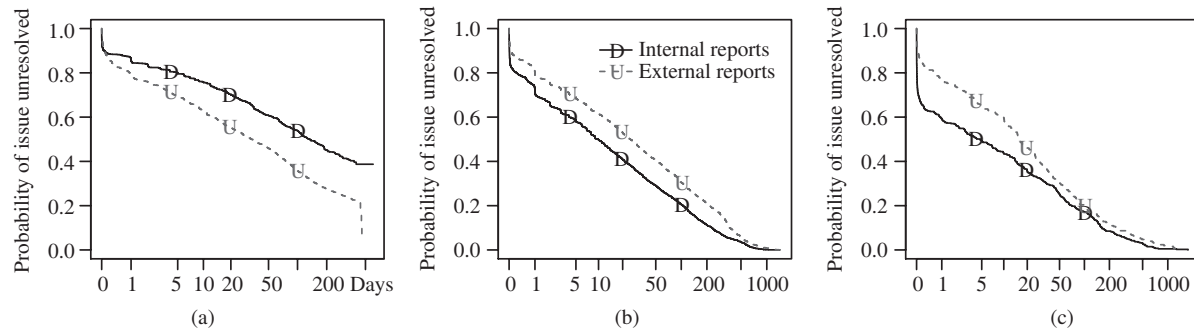 Probability of issue unresolved
1.0
0.8
0.6
0.4
0.2
0.0
D
D
D
U
U
U
0 1 5 10 20 50 200 Days
(a)
Probability of issue unresolved
1.0
0.8
0.6
0.4
0.2
0.0
D Internal reports
U External reports
U
D
U
D
U
D
0 1 5 10 50 200 1000
(b)
Probability of issue unresolved
1.0
0.8
0.6
0.4
0.2
0.0
U
D
U
D
U
D
0 1 5 20 50 200 1000
(c)